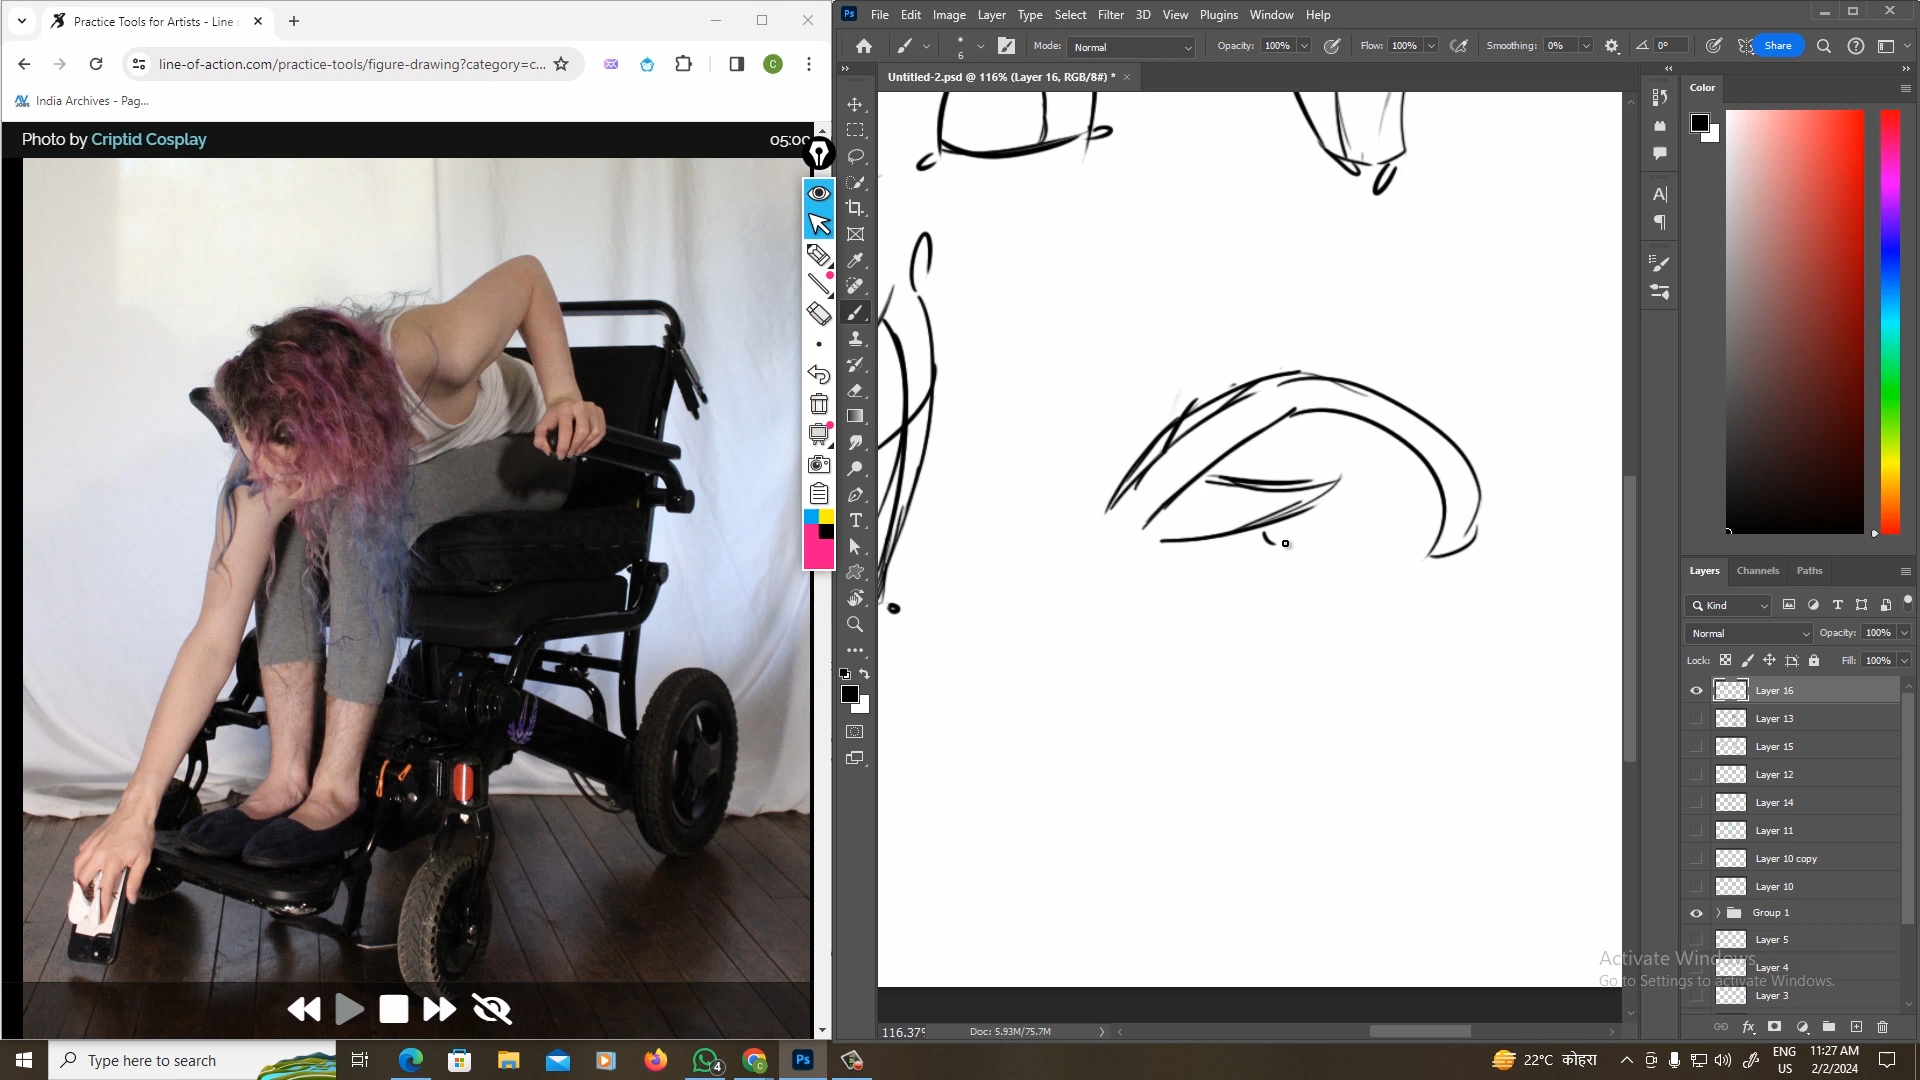 Practice Tools for Artists - Line o
line-of-action.com/practice-tools/figure-drawing?category=c...
India Archives - Pag...
Photo by Criptid Cosplay
05:00
Ps File Edit Image Layer Type Select Filter 3D View Plugins Window Help
6 Mode: Normal Opacity: 100% Flow: 100% Smoothing: 0% 0° Share
Untitled-2.psd @ 116% (Layer 16, RGB/8#) *
Color
Layers Channels Paths
Kind
Normal Opacity: 100%
Lock: Fill: 100%
Layer 16
Layer 13
Layer 15
Layer 12
Layer 14
Layer 11
Layer 10 copy
Layer 10
Group 1
Layer 5
Layer 4
Layer 3
Activate Windows
Go to Settings to activate Windows.
116.37% Doc: 5.93M/75.7M
Type here to search
4
Ps
22°C कोहरा
ENG
US
11:27 AM
2/2/2024